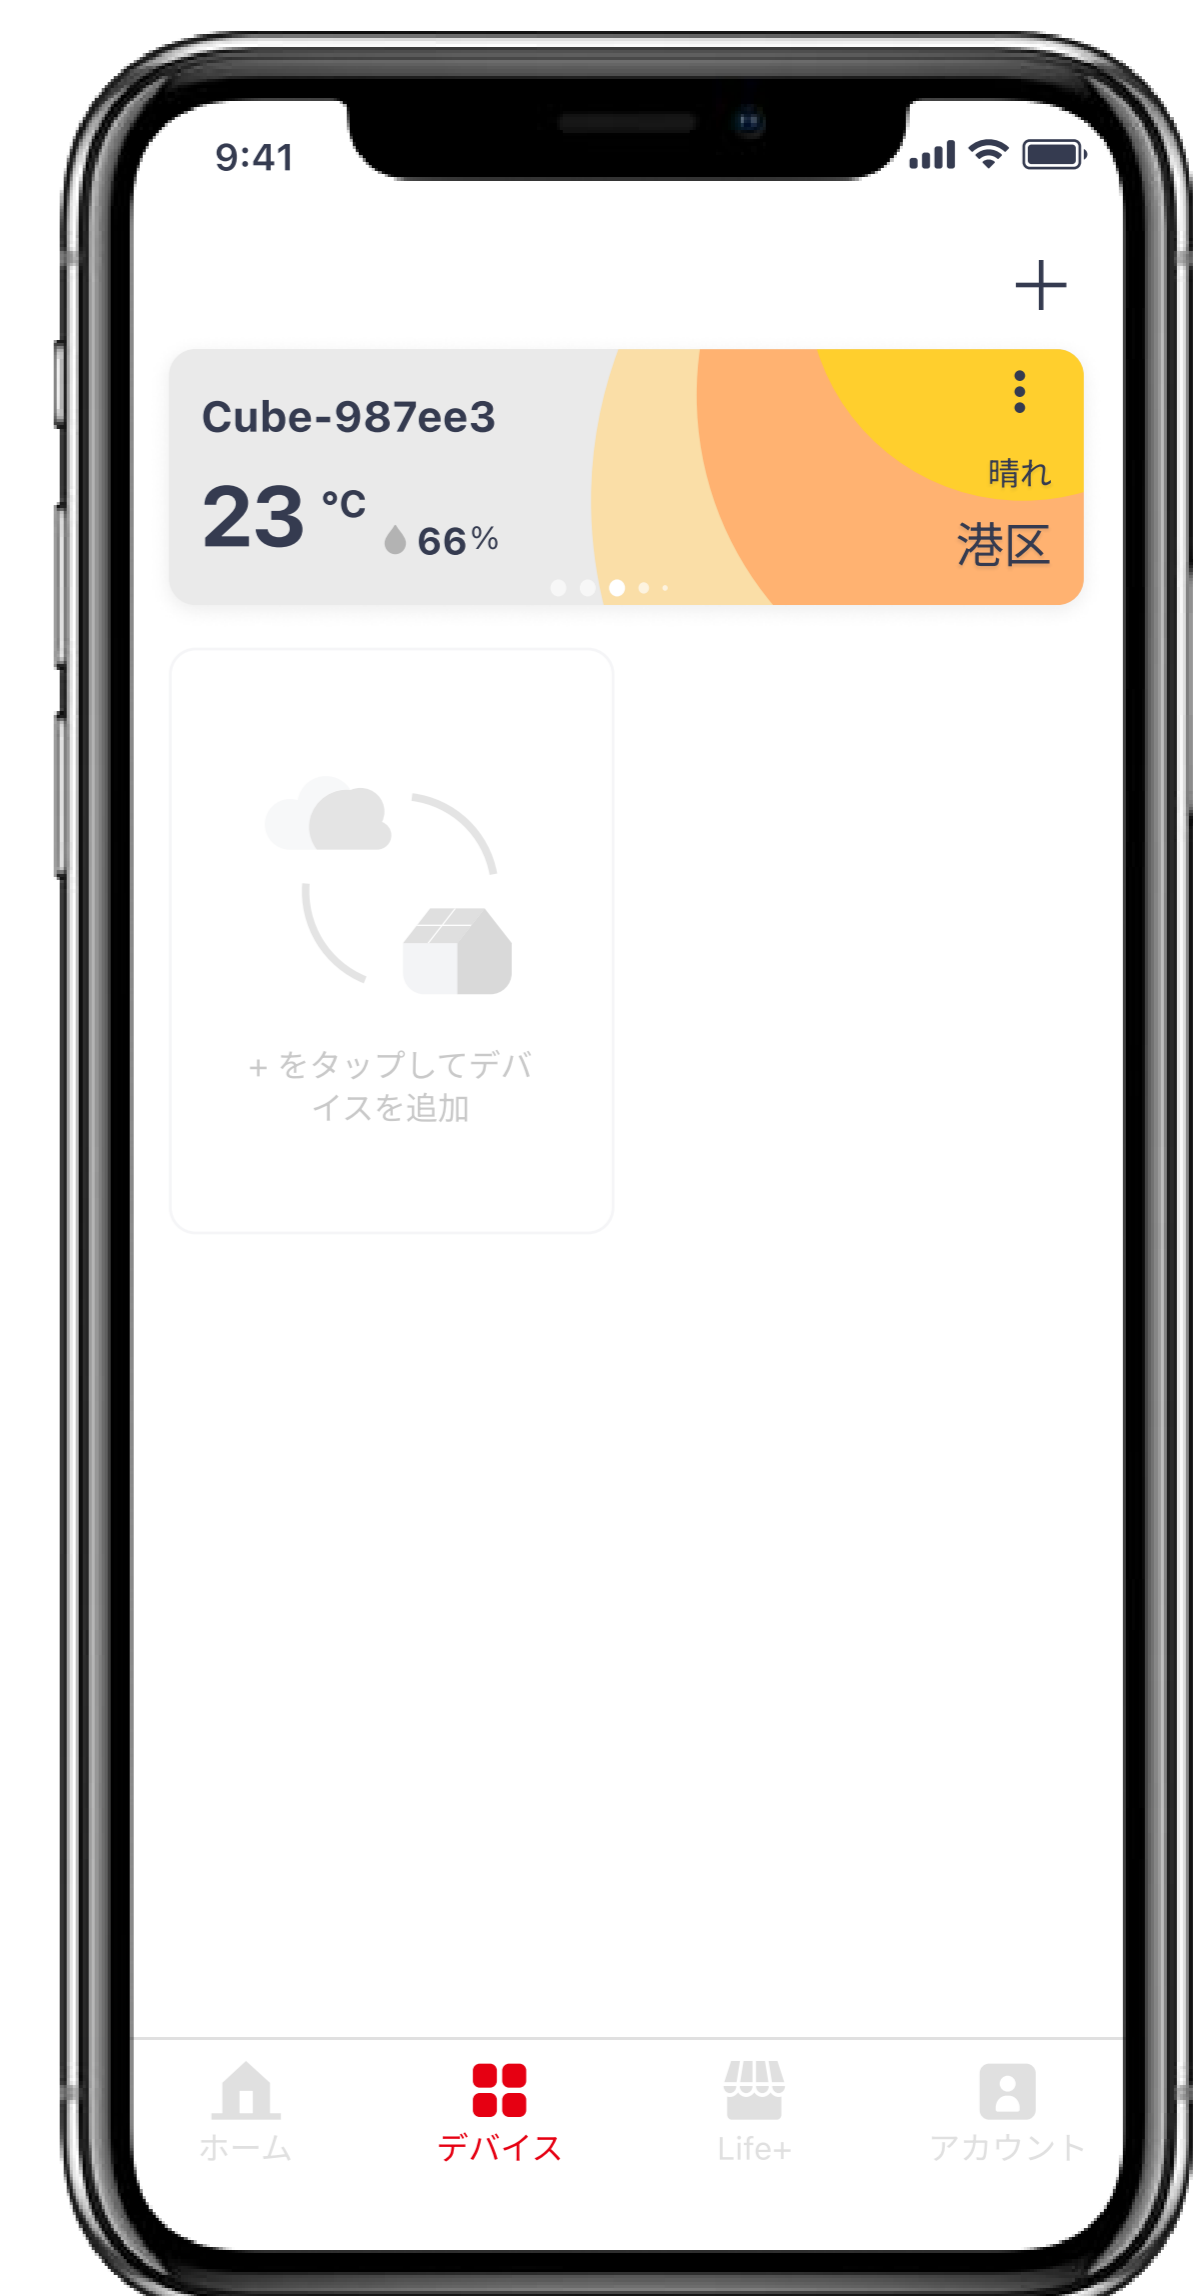 9:41
Cube-987ee3
晴れ
23 °C
66%
港区
+ をタップしてデバ
イスを追加
ホーム
デバイス
Life+
アカウント